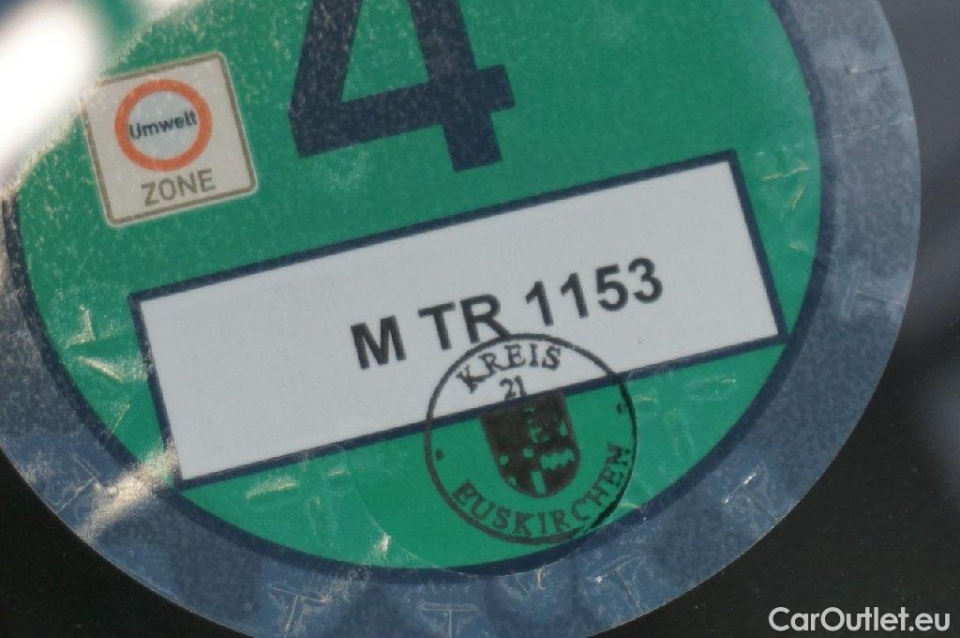 4
Umwelt
ZONE
M TR 1153
KREIS
21
EUSKIRCHEN
CarOutlet.eu